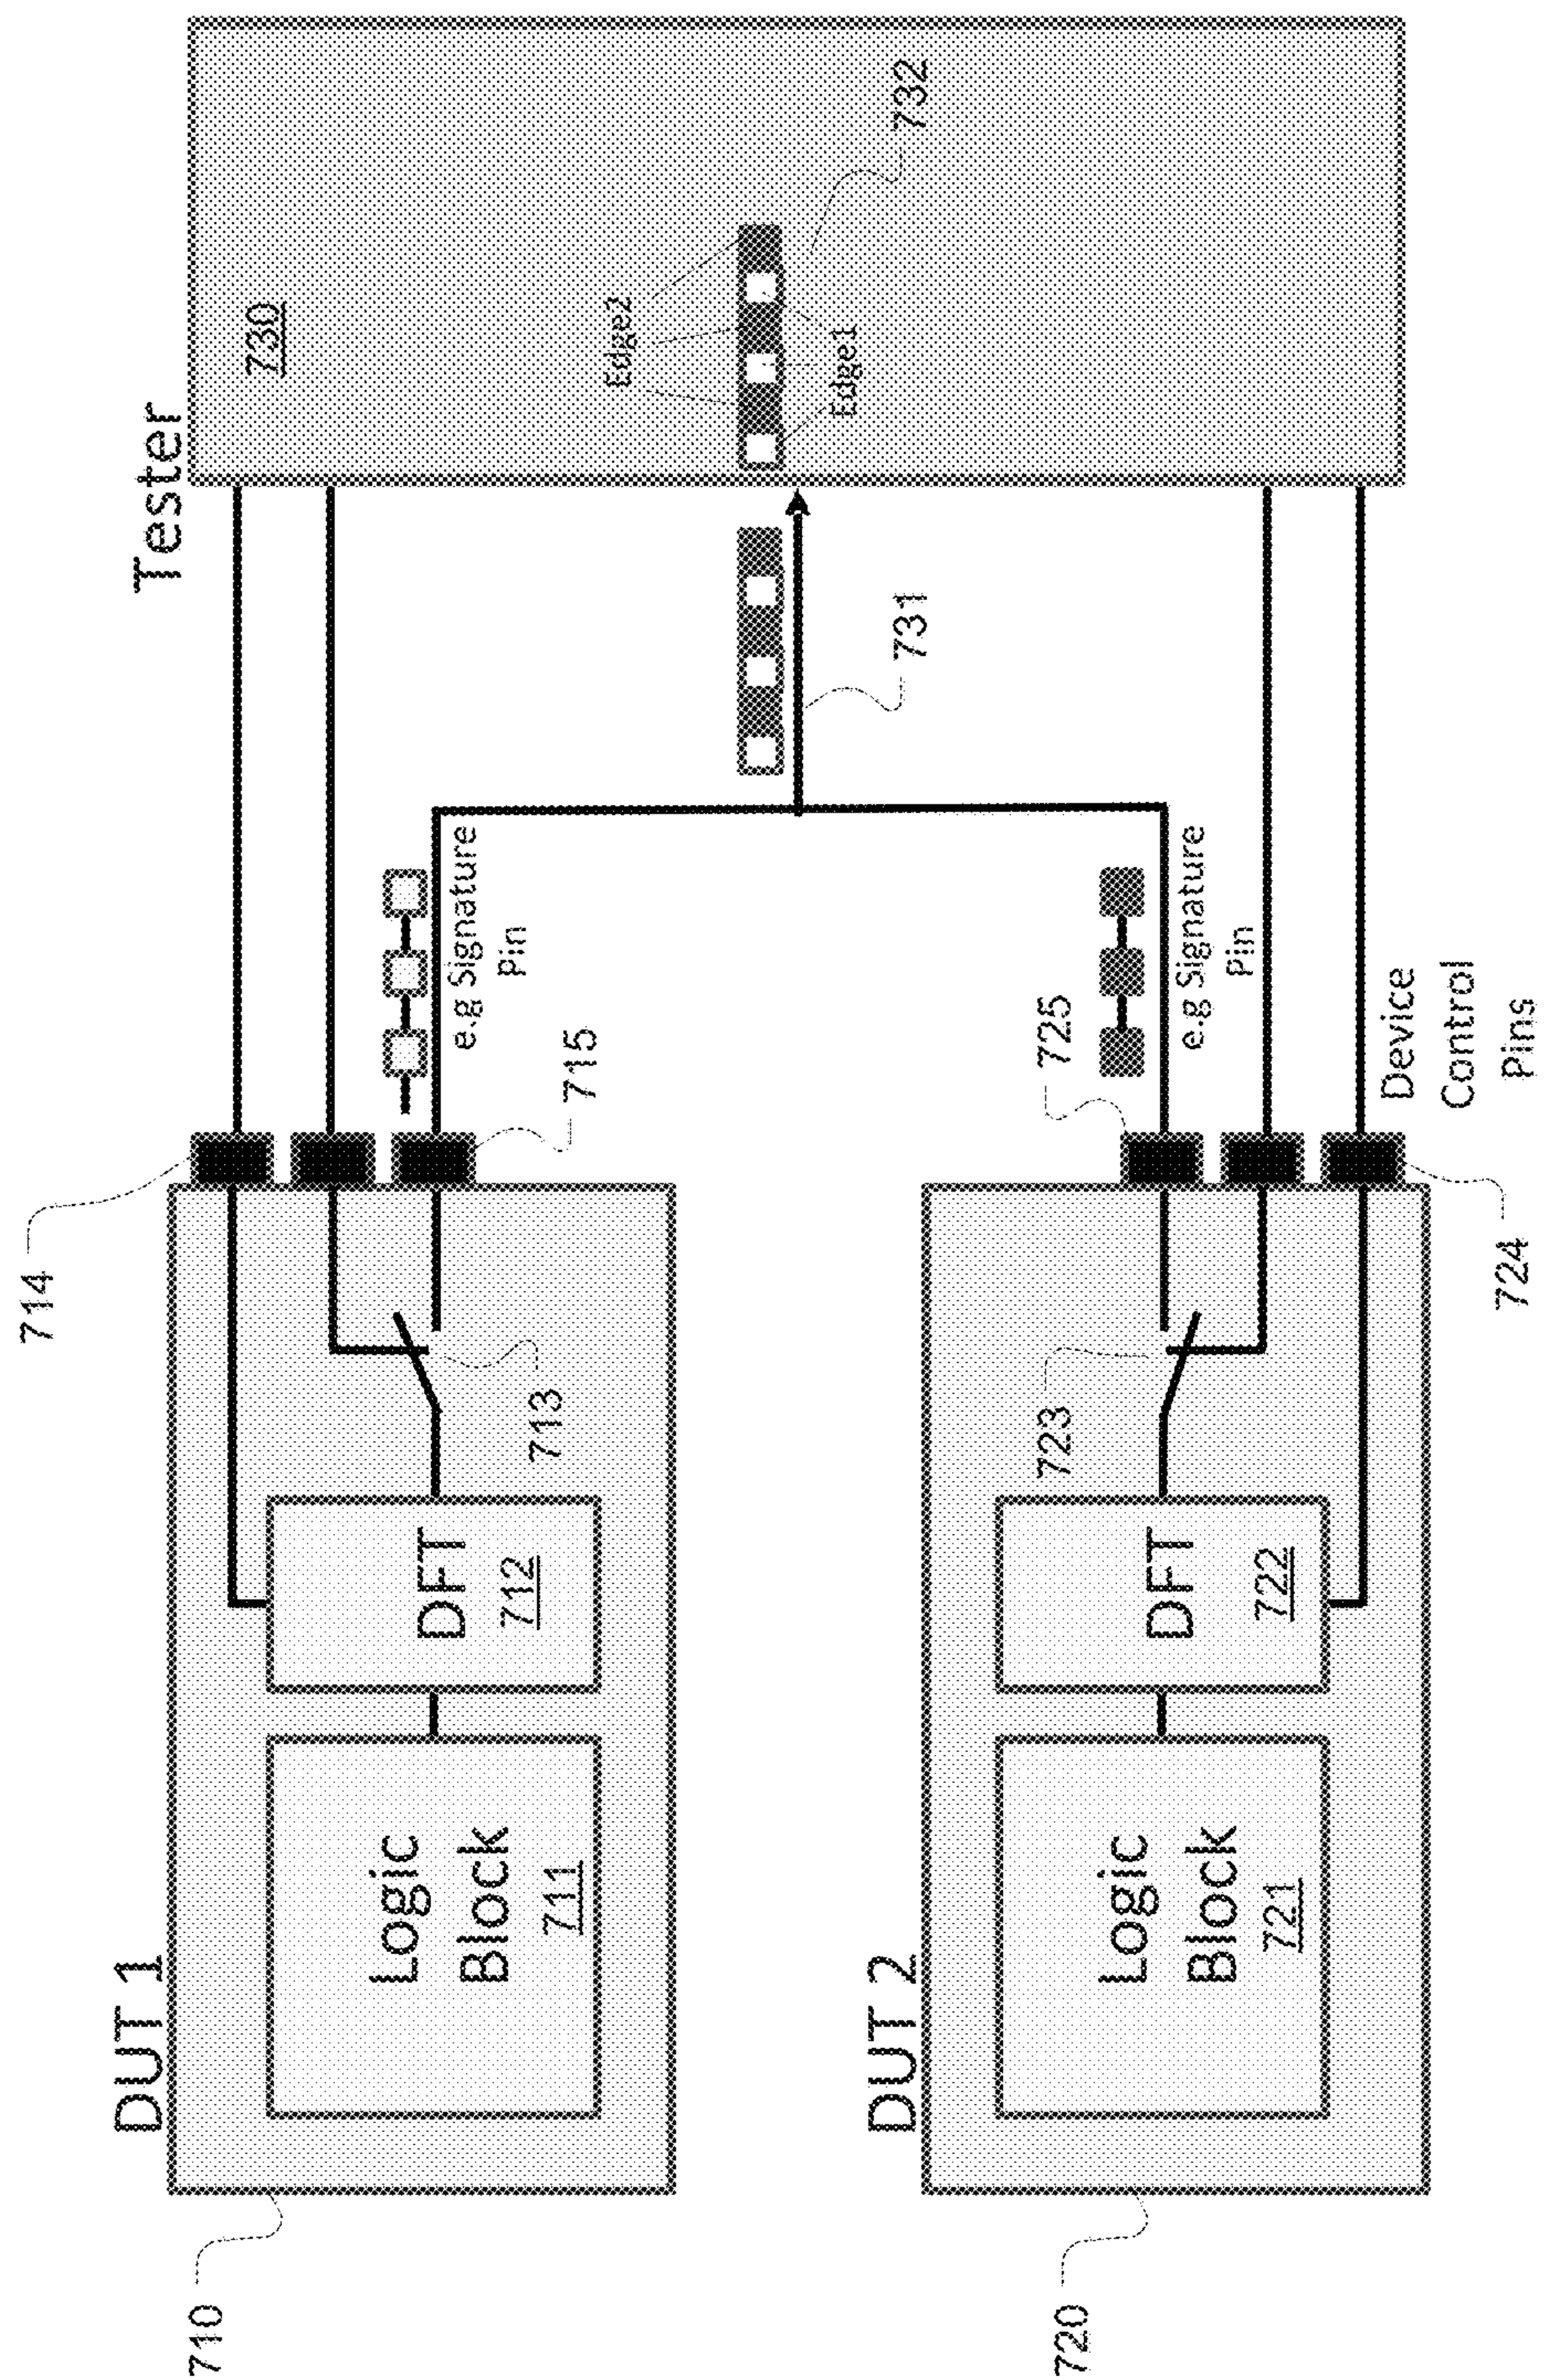 DUT 1
710
Logic
Block
711
DFT
712
713
714
715
e.g Signature
Pin
DUT 2
720
Logic
Block
721
DFT
722
723
725
724
e.g Signature
Pin
Device
Control
Pins
731
Tester
730
Edge2
Edge1
732